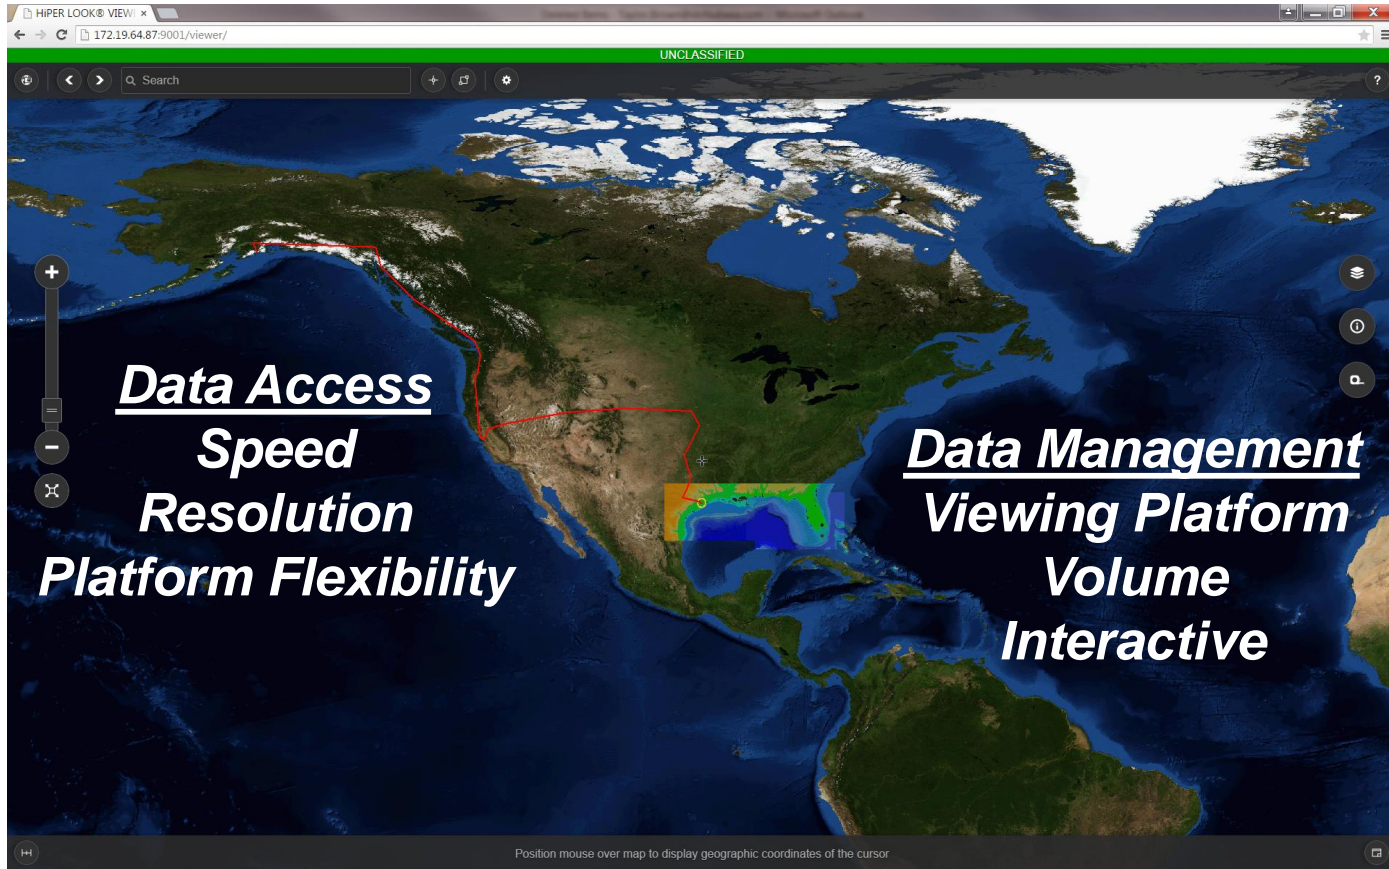 HiPER LOOK® VIEW
172.19.64.87:9001/viewer/
UNCLASSIFIED
Search
Data Access
Speed
Resolution
Platform Flexibility
Data Management
Viewing Platform
Volume
Interactive
Position mouse over map to display geographic coordinates of the cursor